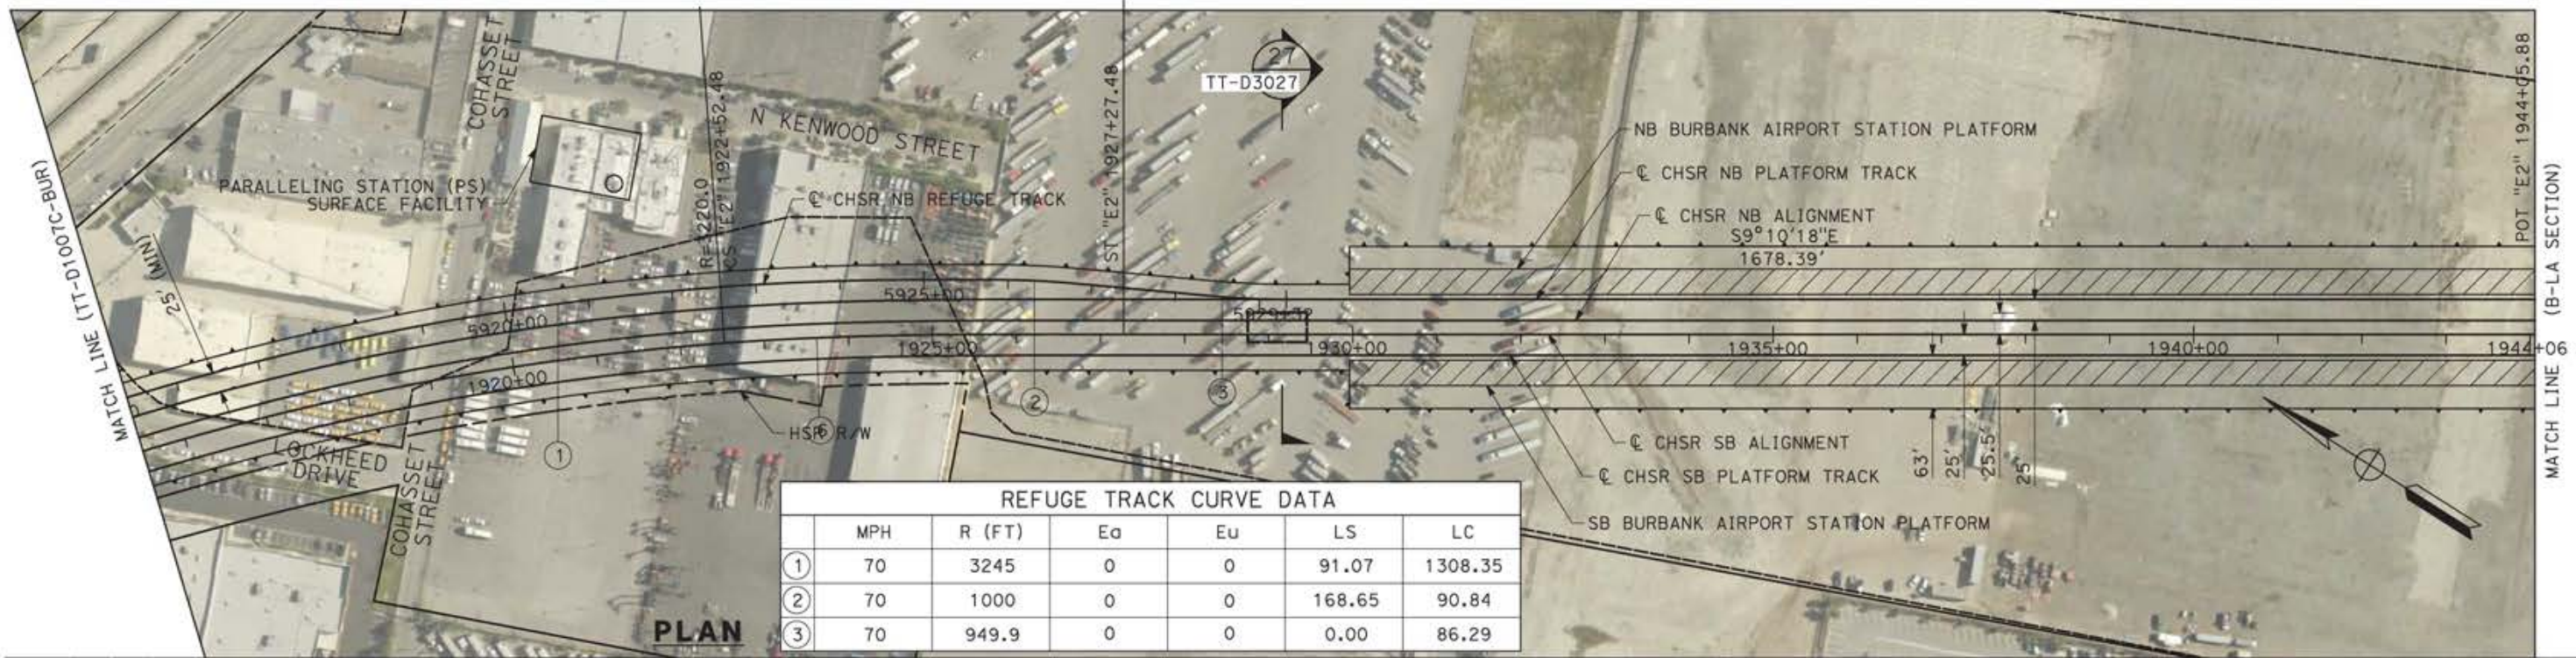 MATCH LINE (TT-D1007C-BUR)
25' (MIN)
COHASSET
STREET
PARALLELING STATION (PS)
SURFACE FACILITY
CS "E2" 1922+52.48
N KENWOOD STREET
ST "E2" 1927+27.48
27
TT-D3027
℄ CHSR NB REFUGE TRACK
NB BURBANK AIRPORT STATION PLATFORM
℄ CHSR NB PLATFORM TRACK
℄ CHSR NB ALIGNMENT
S9°10'18"E
1678.39'
POT "E2" 1944+05.88
MATCH LINE (B-LA SECTION)
5920+00
5925+00
1920+00
1925+00
1930+00
1935+00
1940+00
1944+06
LOCKHEED
DRIVE
COHASSET
STREET
1
2
3
6
HSR R/W
℄ CHSR SB ALIGNMENT
℄ CHSR SB PLATFORM TRACK
SB BURBANK AIRPORT STATION PLATFORM
63'
25'
25.5'
25'
REFUGE TRACK CURVE DATA
MPH R (FT) Ea Eu LS LC
1 70 3245 0 0 91.07 1308.35
2 70 1000 0 0 168.65 90.84
3 70 949.9 0 0 0.00 86.29
PLAN